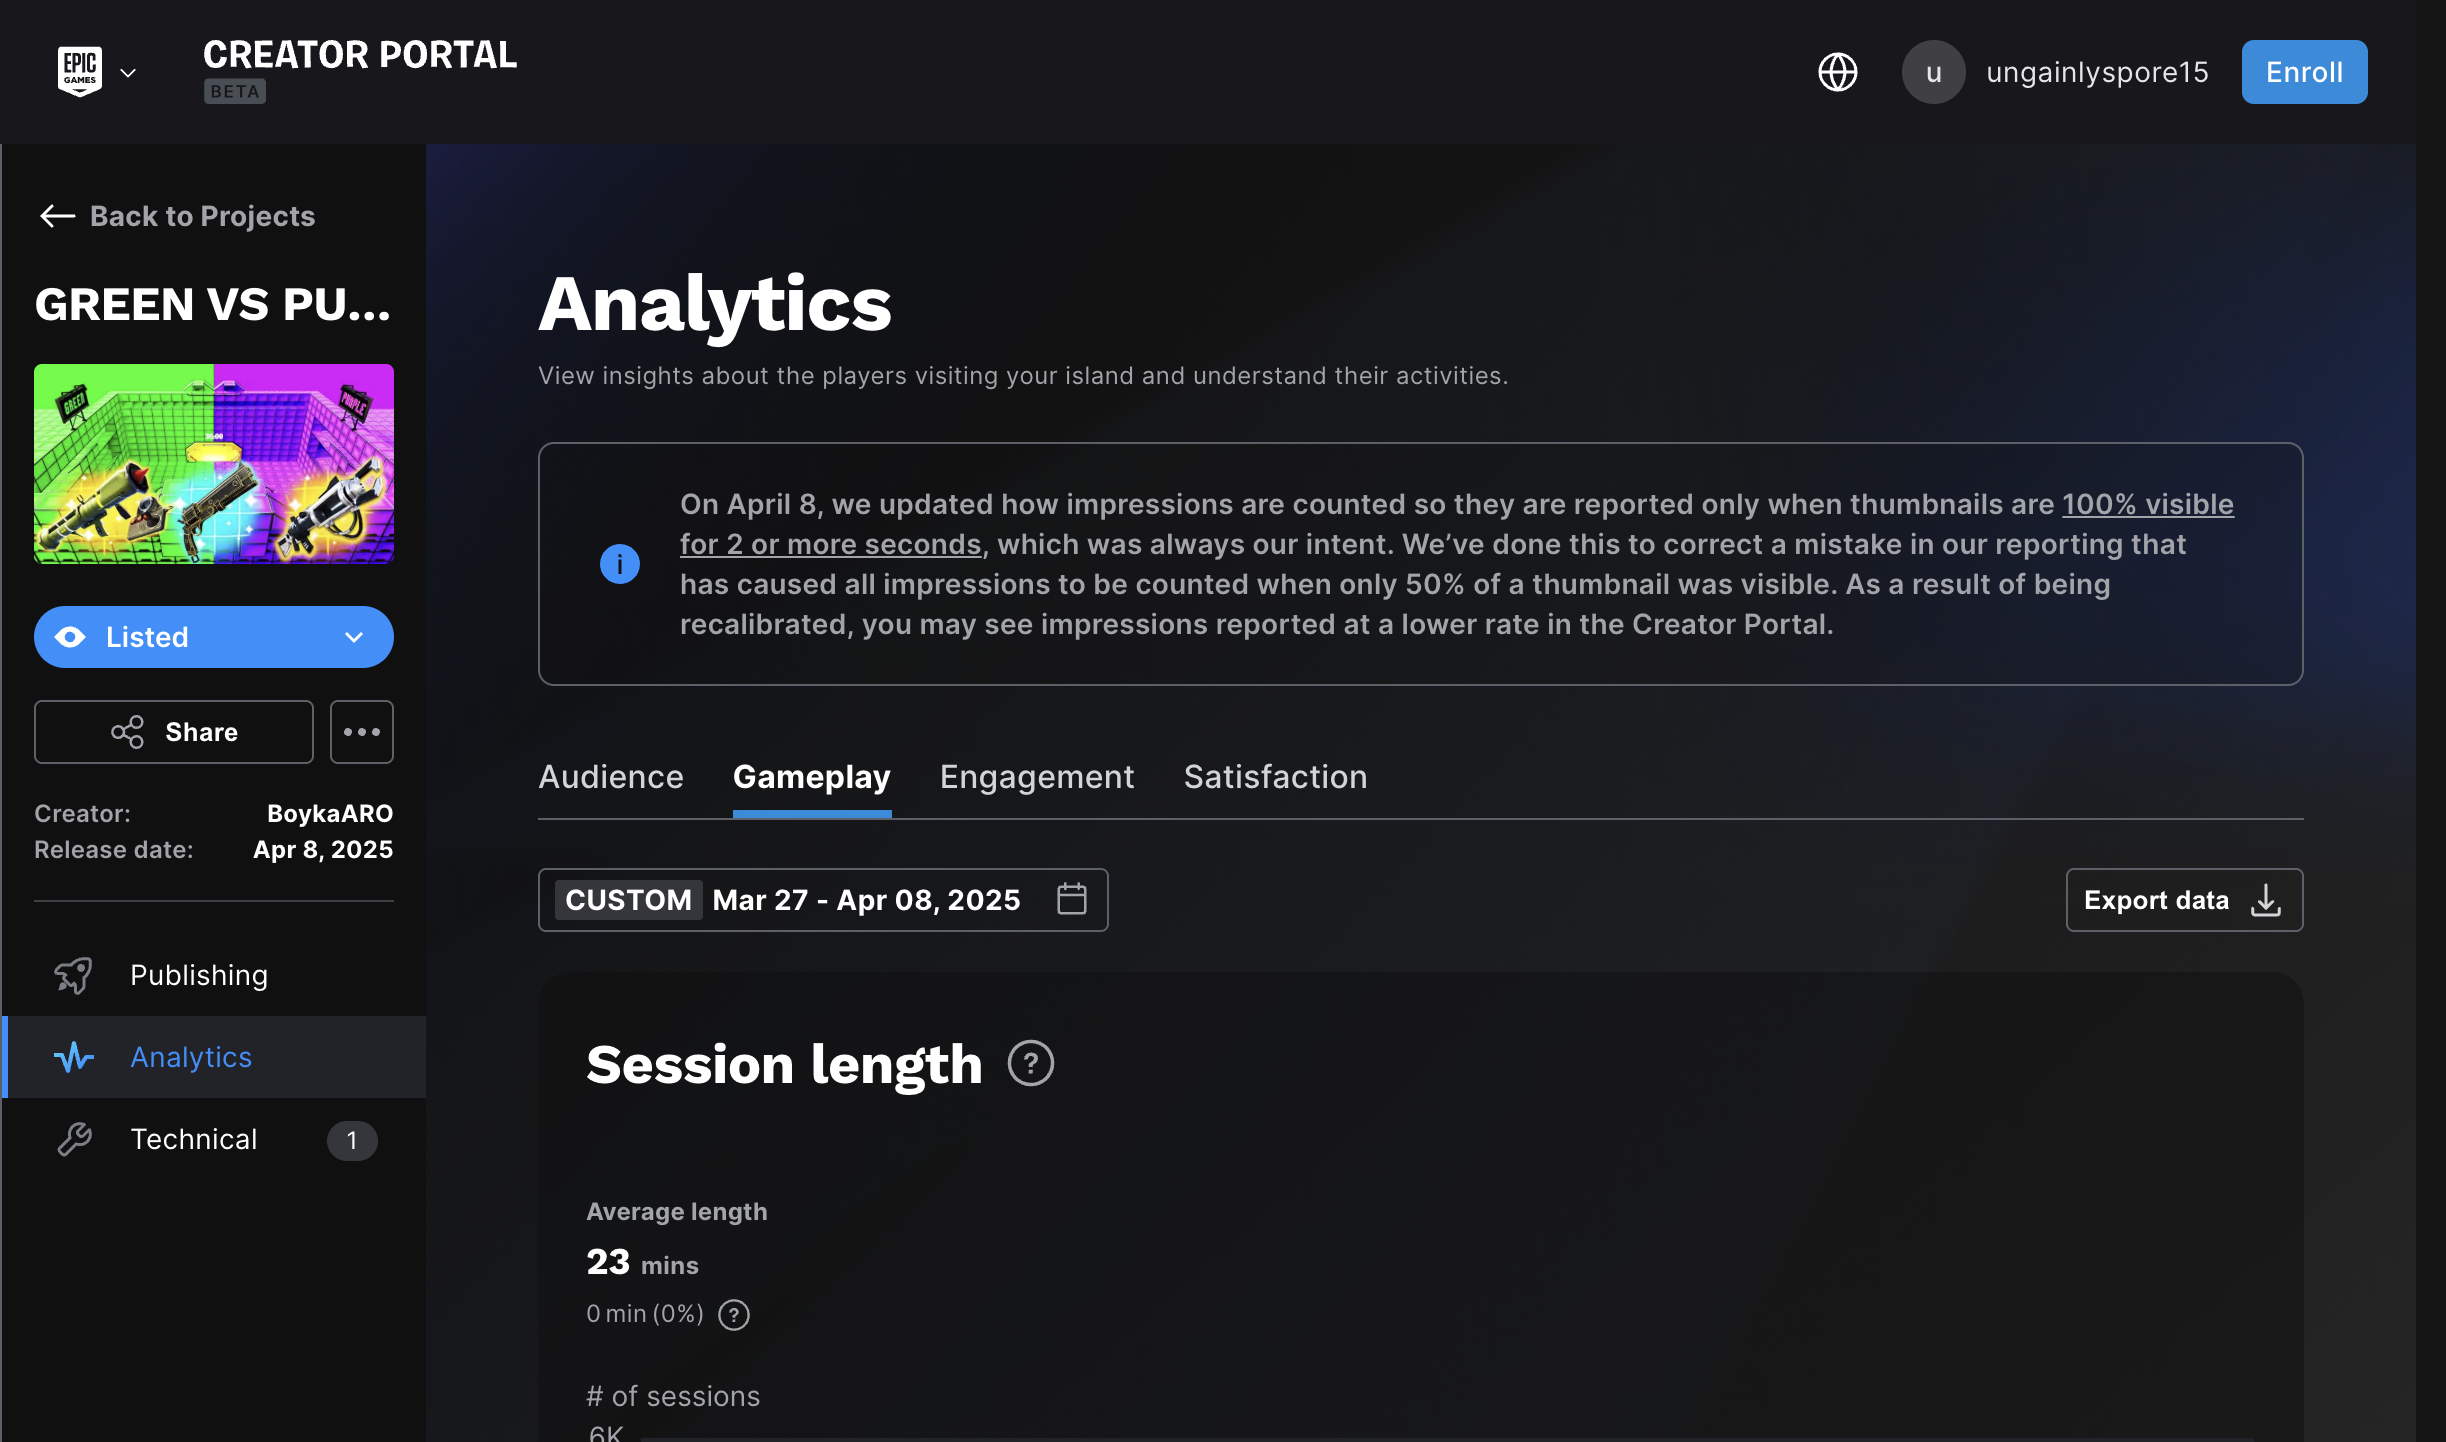 EPIC
GAMES
CREATOR PORTAL
BETA
u
ungainlyspore15
Enroll
Back to Projects
GREEN VS PU...
GREEN
PURPLE
Listed
Share
Creator: BoykaARO
Release date: Apr 8, 2025
Publishing
Analytics
Technical 1
Analytics
View insights about the players visiting your island and understand their activities.
i
On April 8, we updated how impressions are counted so they are reported only when thumbnails are 100% visible
for 2 or more seconds, which was always our intent. We’ve done this to correct a mistake in our reporting that
has caused all impressions to be counted when only 50% of a thumbnail was visible. As a result of being
recalibrated, you may see impressions reported at a lower rate in the Creator Portal.
Audience Gameplay Engagement Satisfaction
CUSTOM Mar 27 - Apr 08, 2025
Export data
Session length ?
Average length
23 mins
0 min (0%) ?
# of sessions
6K